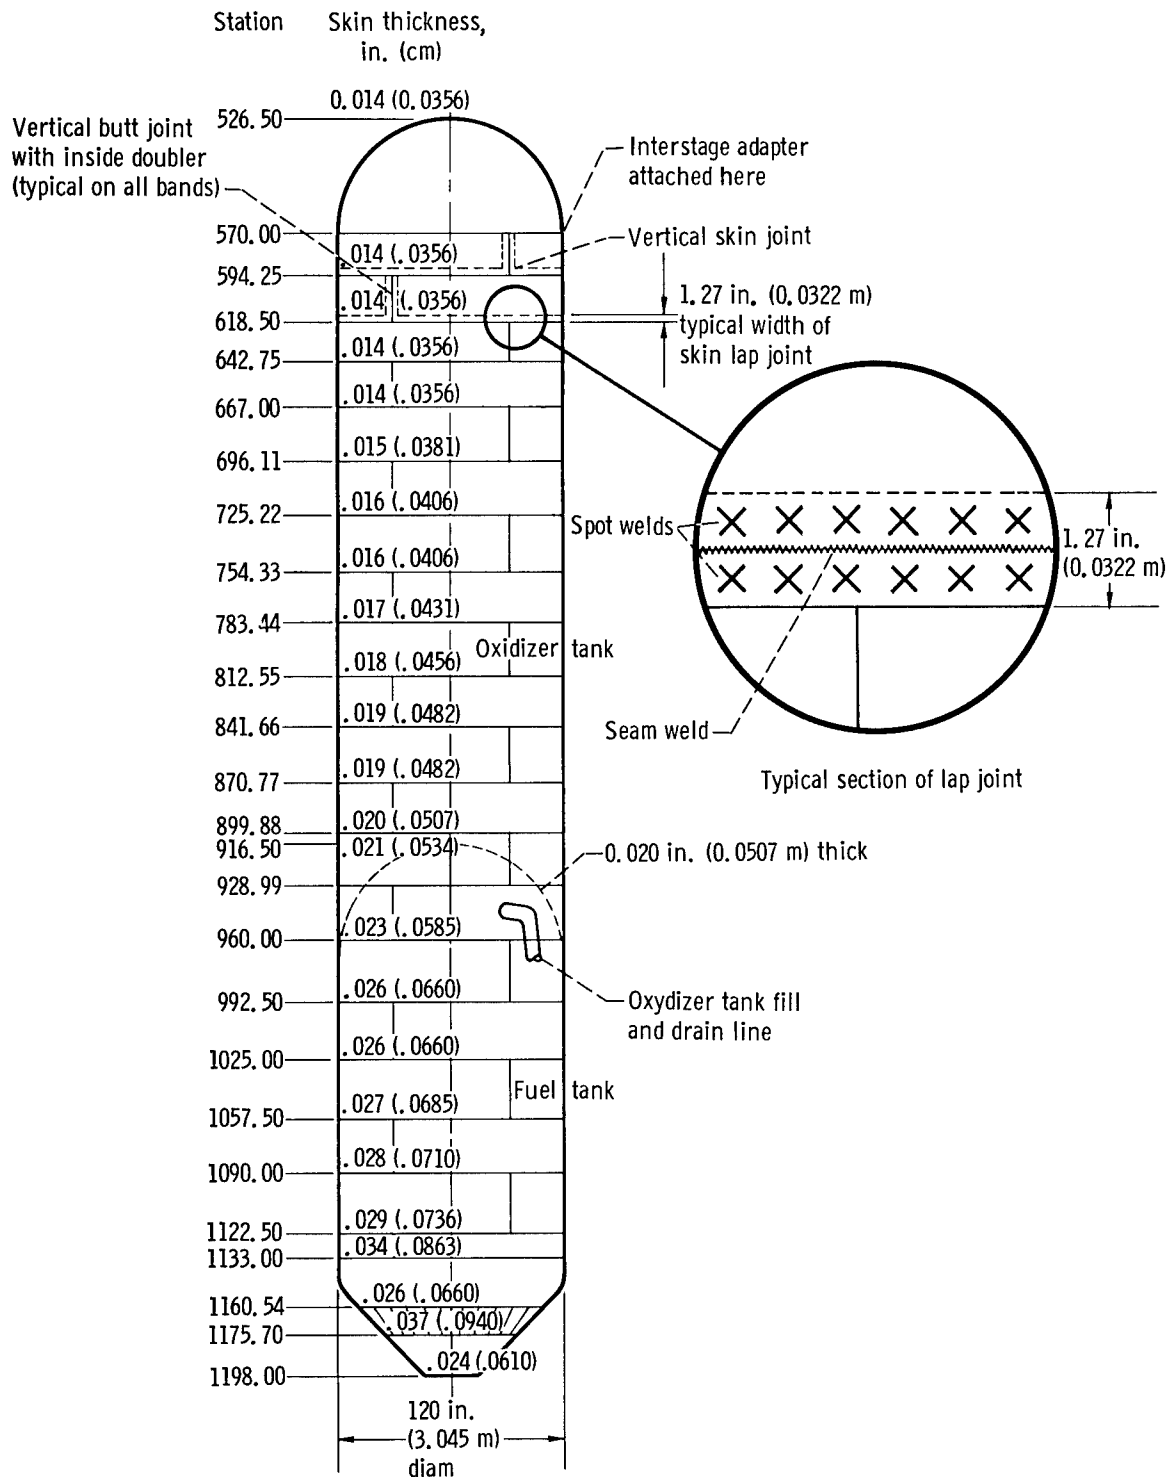 Station
Skin thickness,
in. (cm)
0.014 (0.0356)
526.50
Vertical butt joint
with inside doubler
(typical on all bands)
Interstage adapter
attached here
570.00
Vertical skin joint
.014 (.0356)
594.25
1.27 in. (0.0322 m)
typical width of
skin lap joint
.014 (.0356)
618.50
.014 (.0356)
642.75
.014 (.0356)
667.00
.015 (.0381)
696.11
.016 (.0406)
725.22
Spot welds
1.27 in.
(0.0322 m)
.016 (.0406)
754.33
.017 (.0431)
783.44
Oxidizer tank
.018 (.0456)
812.55
.019 (.0482)
841.66
Seam weld
Typical section of lap joint
.019 (.0482)
870.77
.020 (.0507)
899.88
916.50
.021 (.0534)
0.020 in. (0.0507 m) thick
928.99
.023 (.0585)
960.00
.026 (.0660)
992.50
Oxydizer tank fill
and drain line
.026 (.0660)
1025.00
Fuel tank
.027 (.0685)
1057.50
.028 (.0710)
1090.00
.029 (.0736)
1122.50
.034 (.0863)
1133.00
.026 (.0660)
1160.54
.037 (.0940)
1175.70
.024 (.0610)
1198.00
120 in.
(3.045 m)
diam